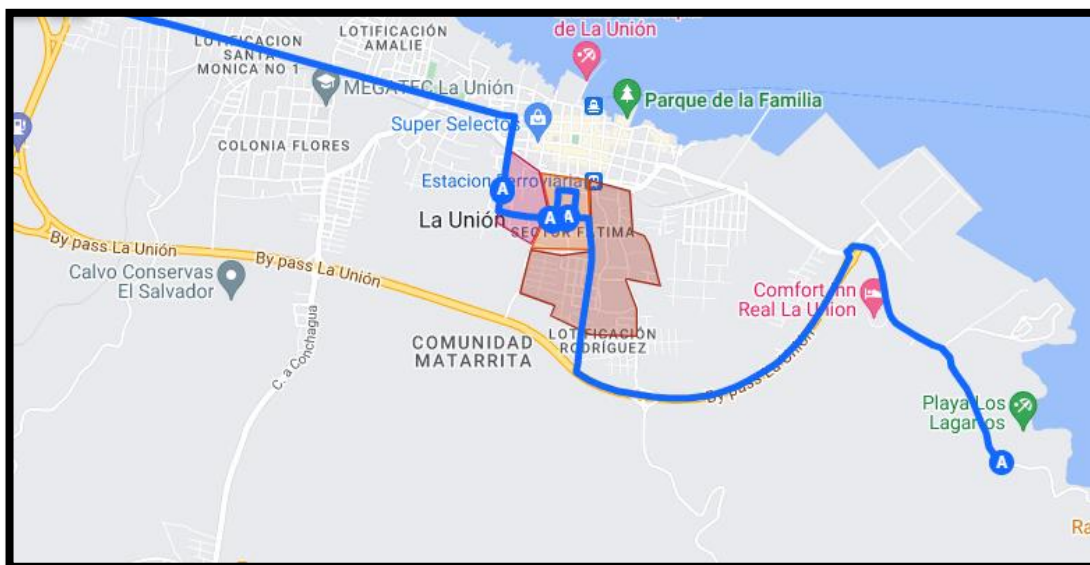 de La Unión
LOTIFICACIÓN
AMALIE
LOTIFICACION
SANTA
MONICA NO 1
MEGATEC La Unión
Parque de la Familia
Super Selectos
COLONIA FLORES
Estacion Ferroviaria
A
La Unión
A
A
SECTOR FATIMA
By pass La Unión
By pass La Unión
Calvo Conservas
El Salvador
Comfort Inn
Real La Union
COMUNIDAD
MATARRITA
LOTIFICACIÓN
RODRÍGUEZ
C. a Conchagua
By pass La Unión
Playa Los
Lagartos
A
Ra